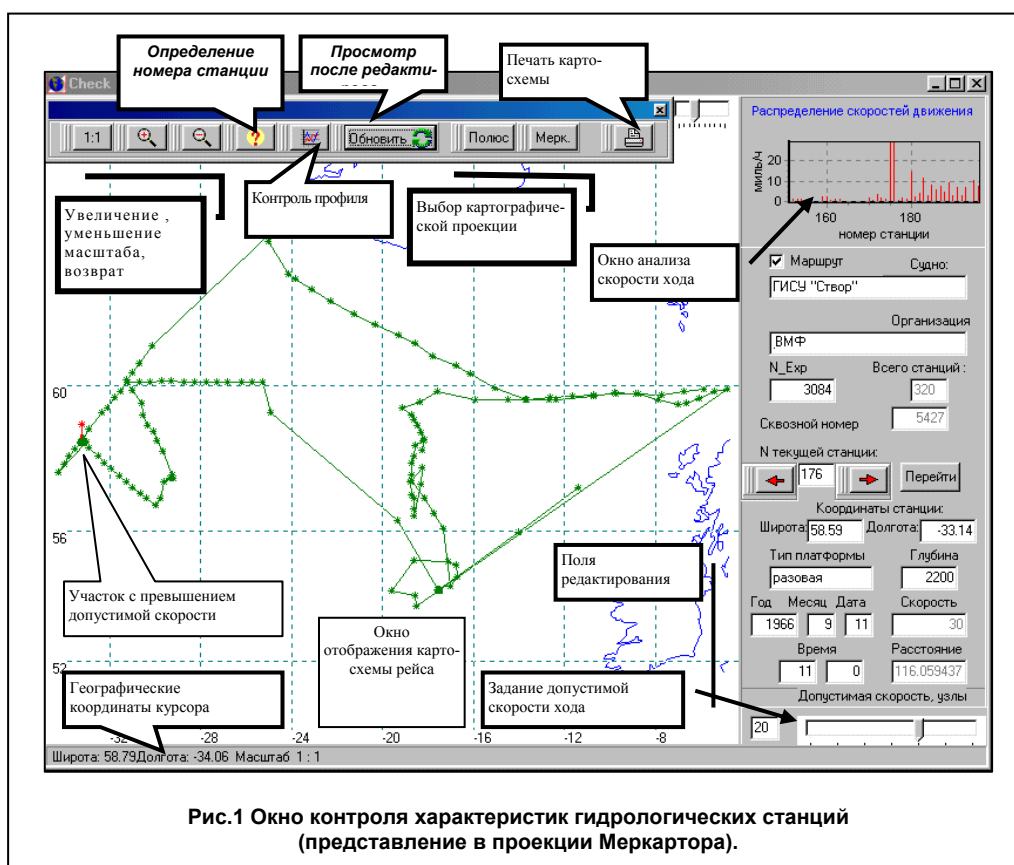 Определение
номера станции
Просмотр
после редакти-
Печать карто-
схемы
Check
1:1
?
Обновить
Полюс
Мерк.
Распределение скоростей движения
миль/ч
20
10
0
160
180
номер станции
Увеличение ,
уменьшение
масштаба,
возврат
Контроль профиля
Выбор картографиче-
ской проекции
Окно анализа
скорости хода
Маршрут
Судно:
ГИСУ "Створ"
Организация
ВМФ
N_Exp
Всего станций :
3084
320
Сквозной номер
5427
N текущей станции:
176
Перейти
Координаты станции:
Широта:
58.59
Долгота:
-33.14
Тип платформы
Глубина
разовая
2200
Год
Месяц
Дата
Скорость
1966
9
11
30
Время
Расстояние
11
0
116.059437
Допустимая скорость, узлы
20
60
56
52
Участок с превышением
допустимой скорости
Поля
редактирования
Окно
отображения карто-
схемы рейса
Географические
координаты курсора
Задание допустимой
скорости хода
-32
-28
-24
-20
-16
-12
-8
Широта: 58.79Долгота: -34.06 Масштаб 1 : 1
Рис.1 Окно контроля характеристик гидрологических станций
(представление в проекции Меркартора).